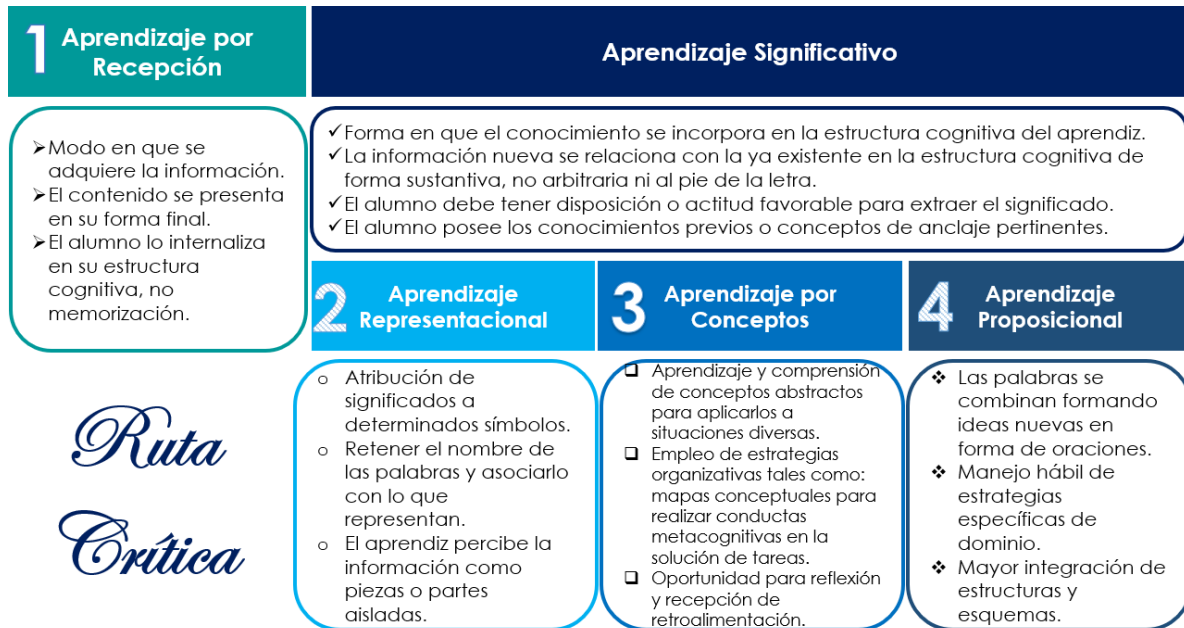 1
Aprendizaje por
Recepción
Aprendizaje Significativo
➤Modo en que se
adquiere la información.
➤El contenido se presenta
en su forma final.
➤El alumno lo internaliza
en su estructura
cognitiva, no
memorización.
✓Forma en que el conocimiento se incorpora en la estructura cognitiva del aprendiz.
✓La información nueva se relaciona con la ya existente en la estructura cognitiva de
forma sustantiva, no arbitraria ni al pie de la letra.
✓El alumno debe tener disposición o actitud favorable para extraer el significado.
✓El alumno posee los conocimientos previos o conceptos de anclaje pertinentes.
2
Aprendizaje
Representacional
3
Aprendizaje por
Conceptos
4
Aprendizaje
Proposicional
Ruta
Crítica
o Atribución de
significados a
determinados símbolos.
o Retener el nombre de
las palabras y asociarlo
con lo que
representan.
o El aprendiz percibe la
información como
piezas o partes
aisladas.
❑ Aprendizaje y comprensión
de conceptos abstractos
para aplicarlos a
situaciones diversas.
❑ Empleo de estrategias
organizativas tales como:
mapas conceptuales para
realizar conductas
metacognitivas en la
solución de tareas.
❑ Oportunidad para reflexión
y recepción de
retroalimentación.
❖ Las palabras se
combinan formando
ideas nuevas en
forma de oraciones.
❖ Manejo hábil de
estrategias
específicas de
dominio.
❖ Mayor integración de
estructuras y
esquemas.